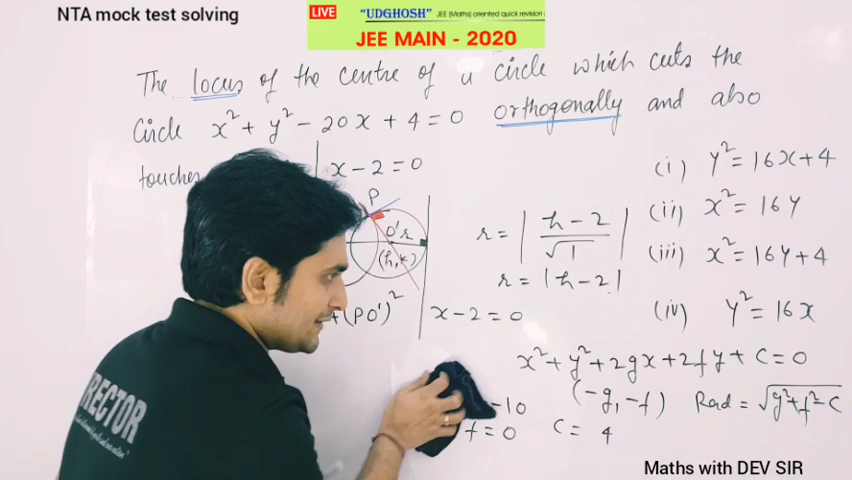 NTA mock test solving
LIVE
"UDGHOSH" JEE (Maths) oriented quick revision
JEE MAIN - 2020
The locus of the centre of a circle which cuts the
Circle x² + y² - 20x + 4 = 0 orthogonally and also
touches x - 2 = 0
(i) y² = 16x + 4
(ii) x² = 16y
(iii) x² = 16y + 4
(iv) y² = 16x
P
O' r
(h, k)
+ (PO')²
x - 2 = 0
r = | h - 2 / √1 |
r = |h - 2|
x² + y² + 2gx + 2fy + c = 0
-10 (-g, -f) Rad = √g² + f² - c
f = 0 c = 4
DIRECTOR
Maths with DEV SIR